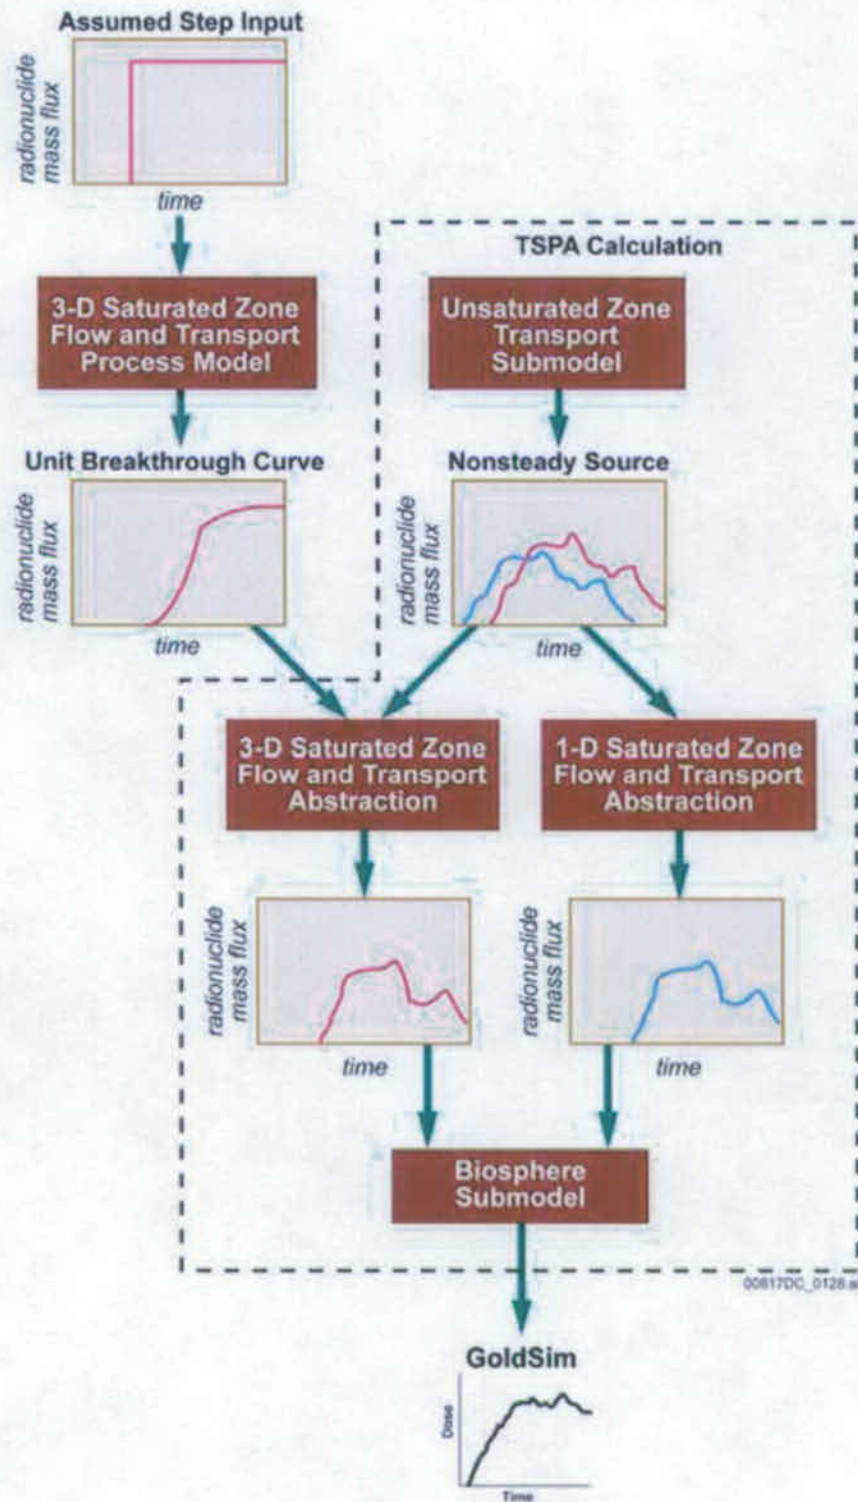 Assumed Step Input
radionuclide
mass flux
time
TSPA Calculation
3-D Saturated Zone
Flow and Transport
Process Model
Unsaturated Zone
Transport
Submodel
Unit Breakthrough Curve
radionuclide
mass flux
time
Nonsteady Source
radionuclide
mass flux
time
3-D Saturated Zone
Flow and Transport
Abstraction
1-D Saturated Zone
Flow and Transport
Abstraction
radionuclide
mass flux
time
radionuclide
mass flux
time
Biosphere
Submodel
00817DC_0128.ai
GoldSim
Dose
Time